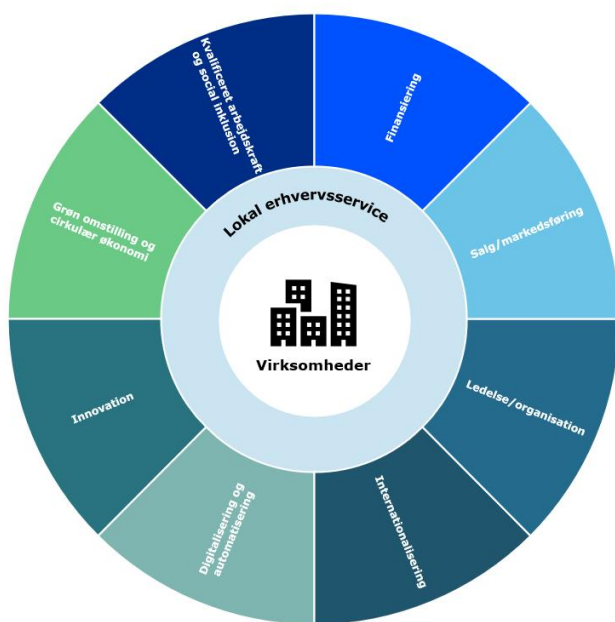 Kvalificeret arbejdskraft
og social inklusion
Finansiering
Salg/markedsføring
Ledelse/organisation
Internationalisering
Digitalisering og
automatisering
Innovation
Grøn omstilling og
cirkulær økonomi
Lokal erhvervsservice
Virksomheder